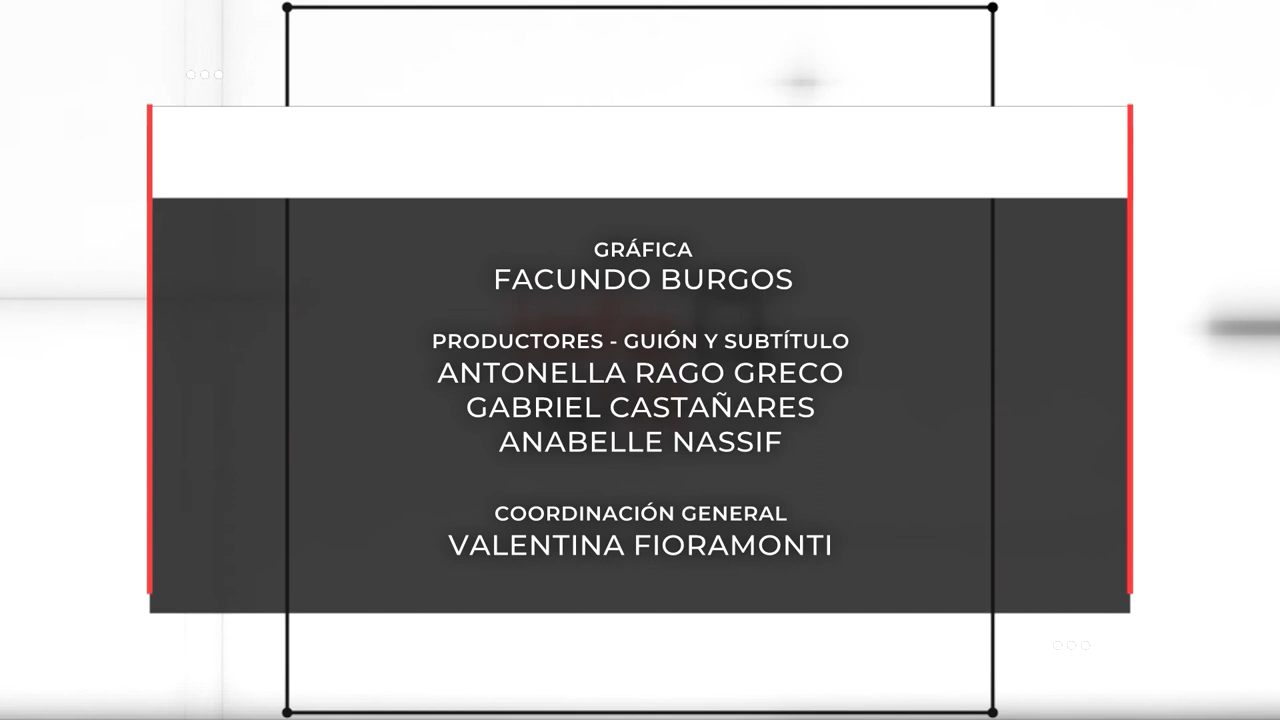 GRÁFICA
FACUNDO BURGOS
PRODUCTORES - GUIÓN Y SUBTÍTULO
ANTONELLA RAGO GRECO
GABRIEL CASTAÑARES
ANABELLE NASSIF
COORDINACIÓN GENERAL
VALENTINA FIORAMONTI